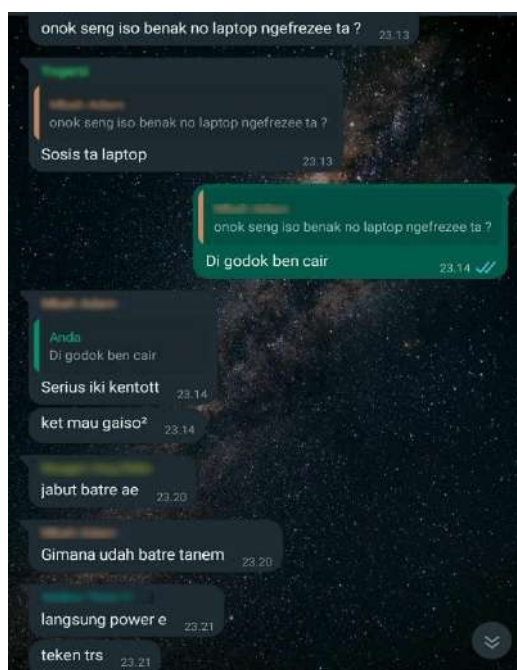 onok seng iso benak no laptop ngefrezee ta ? 23.13
onok seng iso benak no laptop ngefrezee ta ?
Sosis ta laptop 23.13
onok seng iso benak no laptop ngefrezee ta ?
Di godok ben cair 23.14
Anda
Di godok ben cair
Serius iki kentott 23.14
ket mau gaiso² 23.14
jabut batre ae 23.20
Gimana udah batre tanem 23.20
langsung power e 23.21
teken trs 23.21